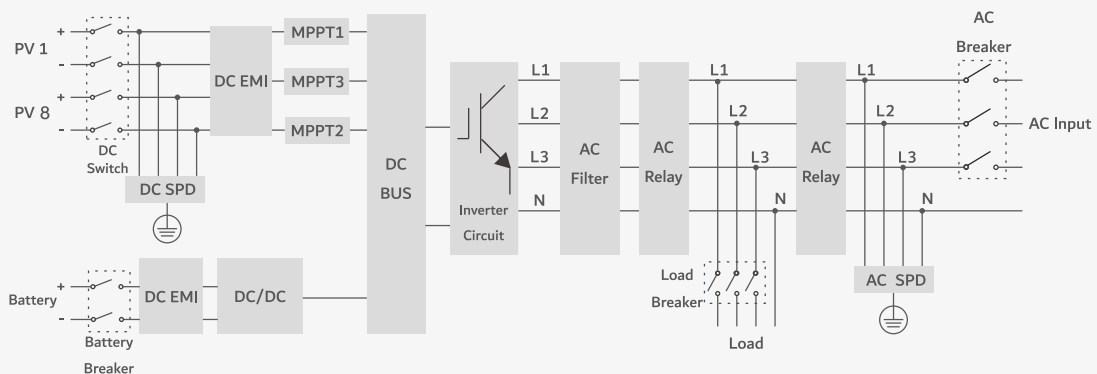 +
PV 1
-
+
PV 8
-
DC
Switch
DC SPD
DC EMI
MPPT1
MPPT3
MPPT2
Battery
+
-
Battery
Breaker
DC EMI
DC/DC
DC
BUS
Inverter
Circuit
L1
L2
L3
N
AC
Filter
AC
Relay
L1
L2
L3
N
Load
Breaker
Load
AC
Relay
L1
L2
L3
N
AC SPD
AC
Breaker
AC Input